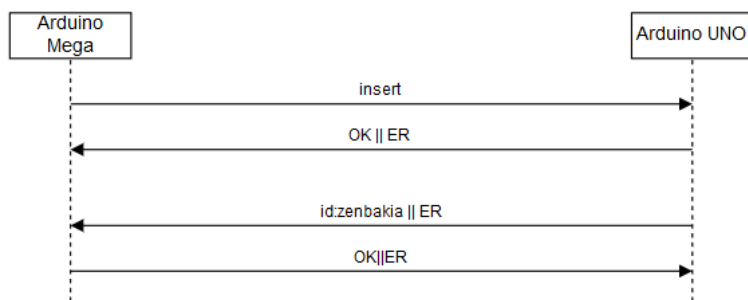 Arduino
Mega
Arduino UNO
insert
OK || ER
id:zenbakia || ER
OK||ER